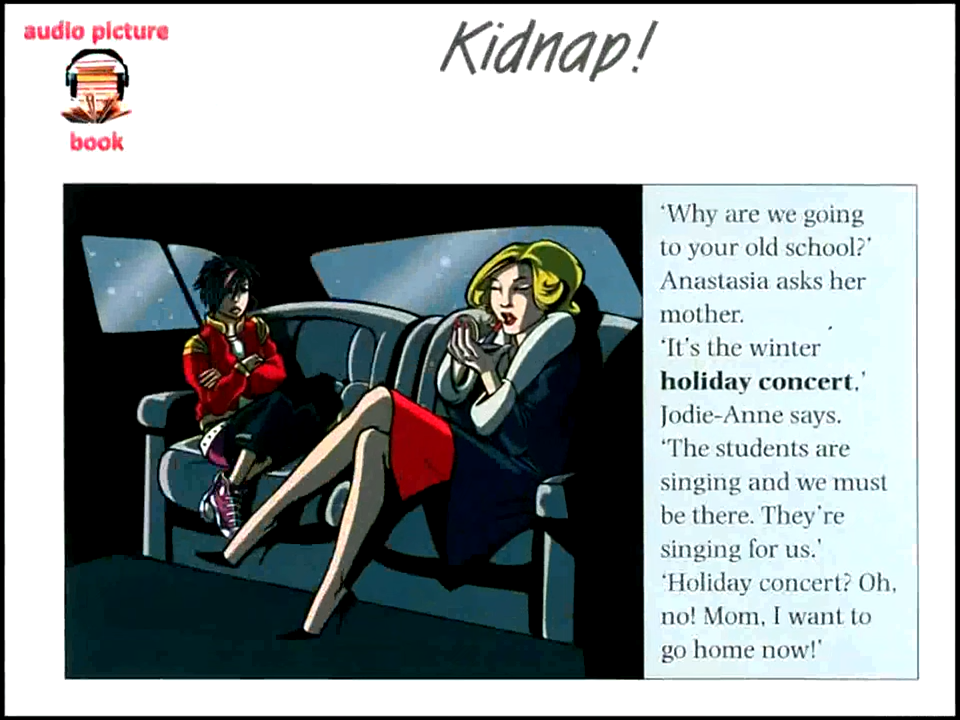 audio picture
book
Kidnap!
‘Why are we going
to your old school?’
Anastasia asks her
mother.
‘It’s the winter
holiday concert,’
Jodie-Anne says.
‘The students are
singing and we must
be there. They’re
singing for us.’
‘Holiday concert? Oh,
no! Mom, I want to
go home now!’